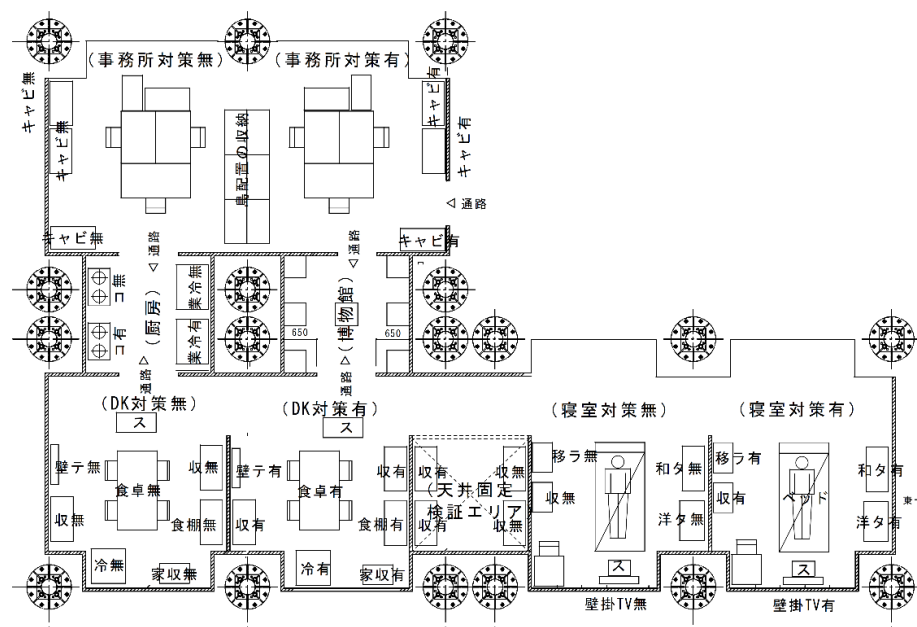 (事務所対策無)
(事務所対策有)
キャビ無
キャビ無
島配置の収納
キャビ有
キャビ有
◁ 通路
キャビ無
通路
通路
キャビ有
コ無
コ有
(厨房)
業冷無
業冷有
650
(博物館)
650
通路
通路
(DK対策無)
(DK対策有)
(寝室対策無)
(寝室対策有)
ス
ス
壁テ無
食卓無
収無
収無
食棚無
冷無
家収無
壁テ有
食卓有
収有
収有
食棚有
冷有
家収有
収有
収無
(天井固定
検証エリア)
収有
収無
移ラ無
収無
和タ無
洋タ無
ス
壁掛TV無
移ラ有
収有
ベッド
和タ有
洋タ有
ス
壁掛TV有